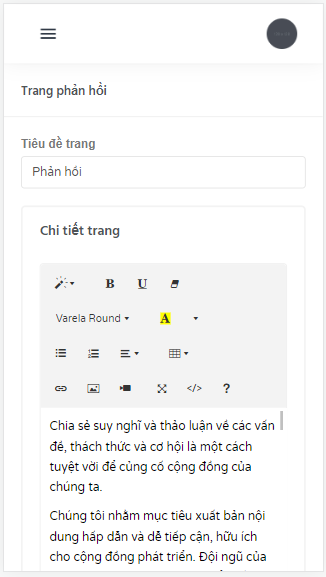 Trang phản hồi
Tiêu đề trang
Phản hồi
Chi tiết trang
B U
Varela Round A
</> ?
Chia sẻ suy nghĩ và thảo luận về các vấn
đề, thách thức và cơ hội là một cách
tuyệt vời để củng cố cộng đồng của
chúng ta.
Chúng tôi nhằm mục tiêu xuất bản nội
dung hấp dẫn và dễ tiếp cận, hữu ích
cho cộng đồng phát triển. Đội ngũ của